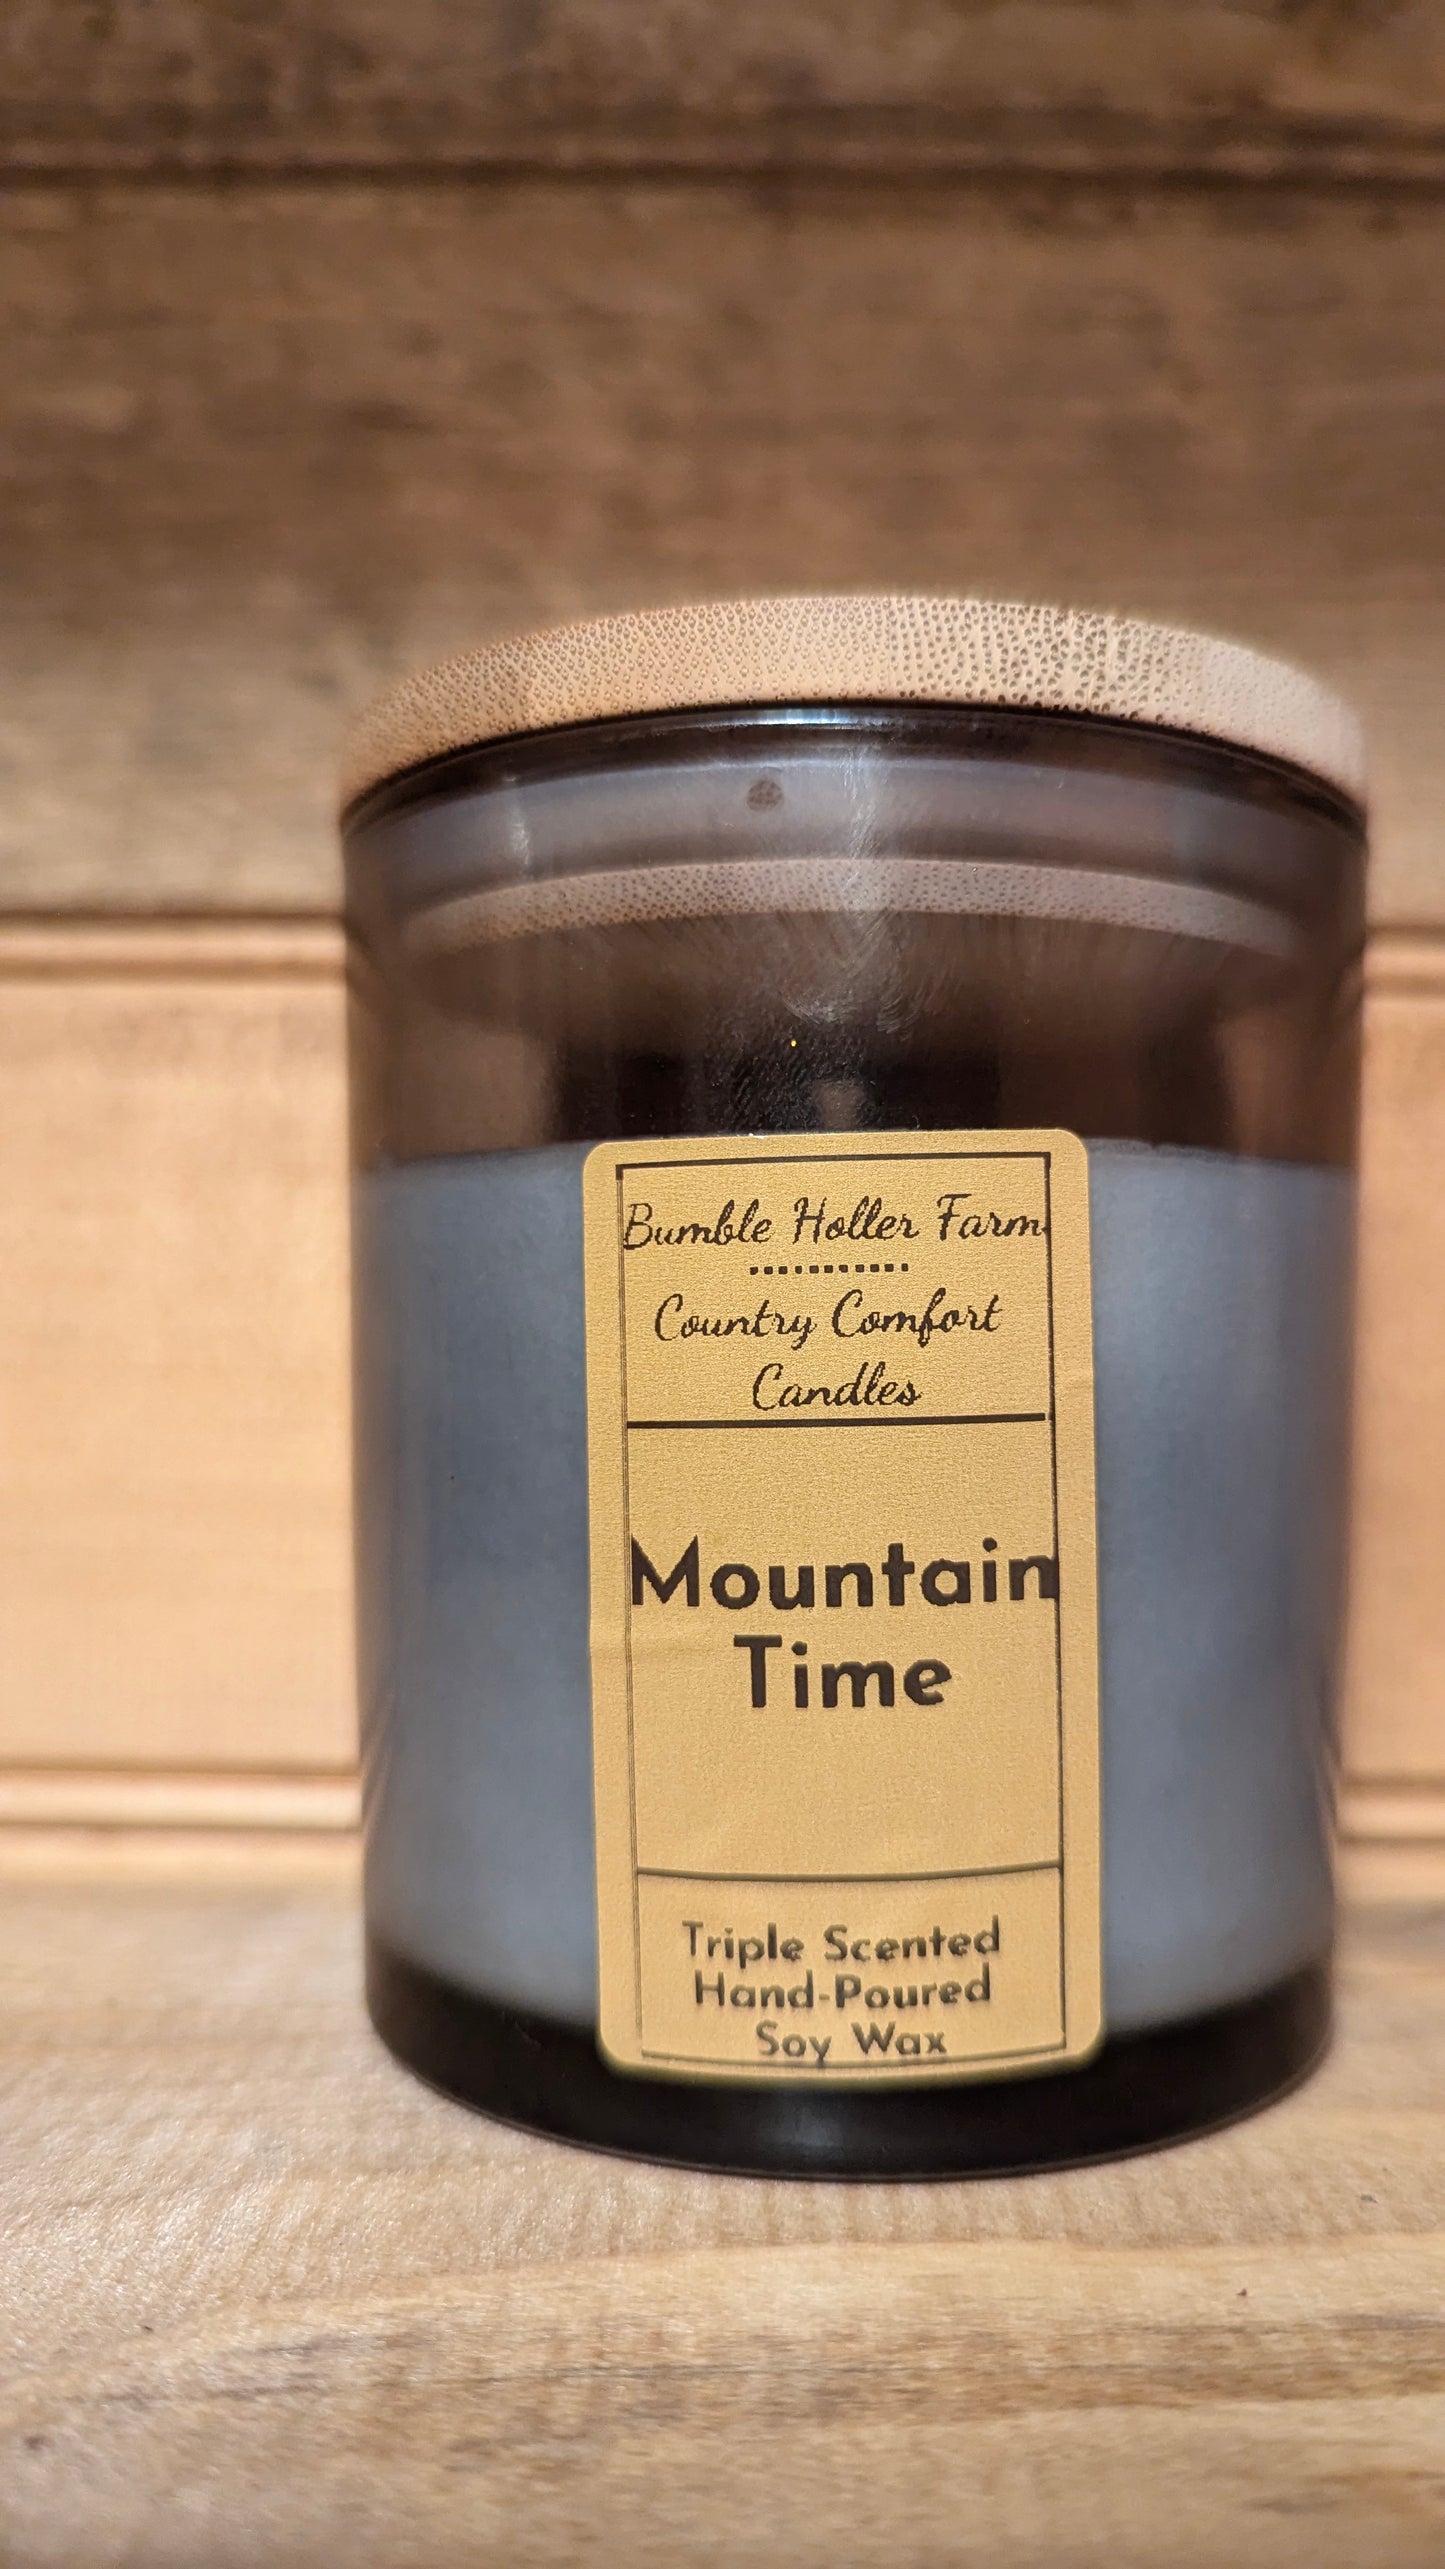 Bumble Holler Farm
Country Comfort
Candles
Mountain
Time
Triple Scented
Hand-Poured
Soy Wax